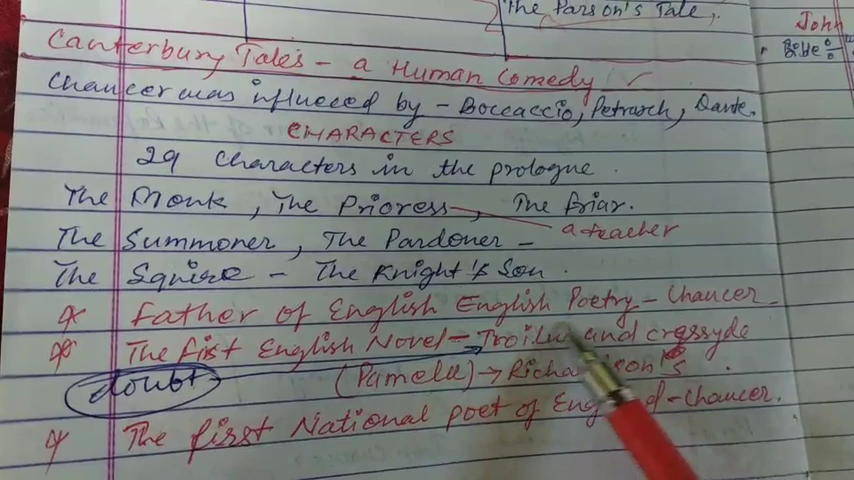 The Parson's Tale,
John
Canterbury Tales - a Human Comedy
Chaucer was influced by - Boccaccio, Petrarch, Dante.
CHARACTERS
29 characters in the prologue.
The Monk, The Prioress, The Friar.
a teacher
The Summoner, The Pardoner -
The Squire - The Knight's Son.
Father of English English Poetry - Chaucer
The first English Novel - Troilus and cressyde
doubt (Pamela) → Richardson's
The first National poet of England - Chaucer.